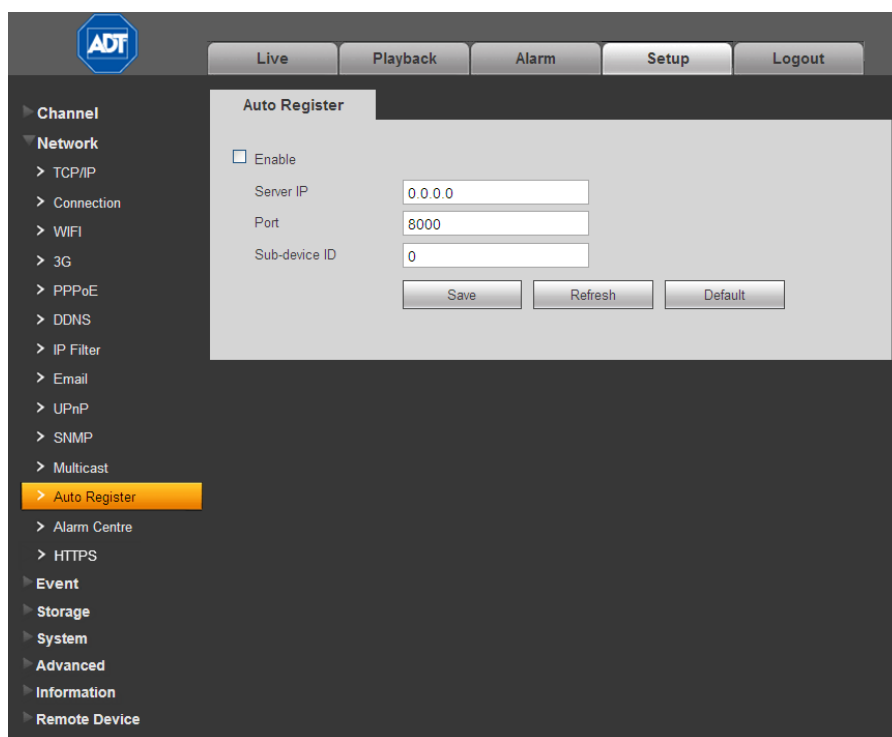 ADT
Live Playback Alarm Setup Logout
Channel
Network
> TCP/IP
> Connection
> WIFI
> 3G
> PPPoE
> DDNS
> IP Filter
> Email
> UPnP
> SNMP
> Multicast
> Auto Register
> Alarm Centre
> HTTPS
Event
Storage
System
Advanced
Information
Remote Device
Auto Register
Enable
Server IP 0.0.0.0
Port 8000
Sub-device ID 0
Save Refresh Default